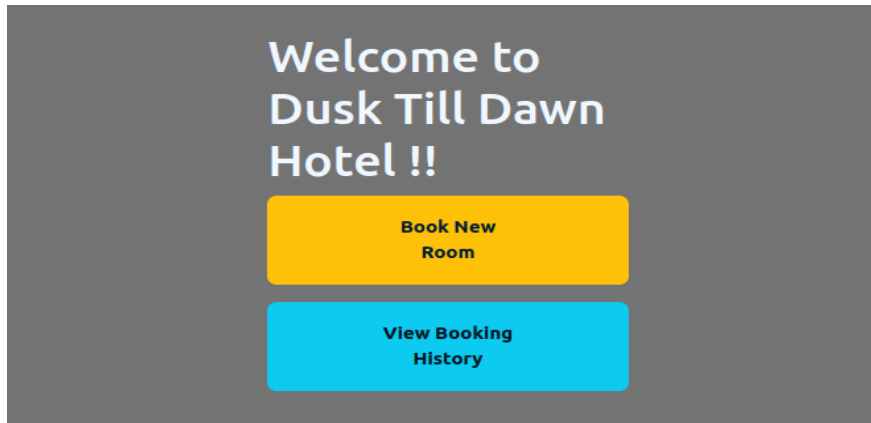 Welcome to
Dusk Till Dawn
Hotel !!
Book New
Room
View Booking
History